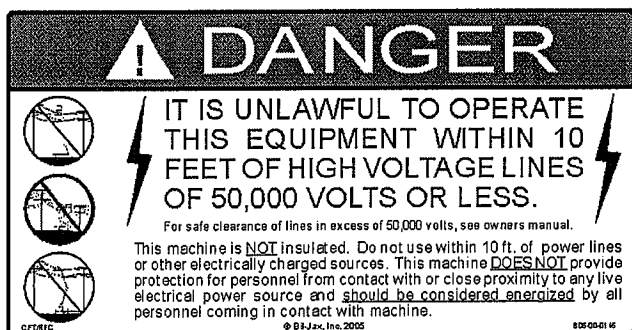 DANGER
IT IS UNLAWFUL TO OPERATE
THIS EQUIPMENT WITHIN 10
FEET OF HIGH VOLTAGE LINES
OF 50,000 VOLTS OR LESS.
For safe clearance of lines in excess of 50,000 volts, see owners manual.
This machine is NOT insulated. Do not use within 10 ft. of power lines
or other electrically charged sources. This machine DOES NOT provide
protection for personnel from contact with or close proximity to any live
electrical power source and should be considered energized by all
personnel coming in contact with machine.
© Bil-Jax, Inc. 2005